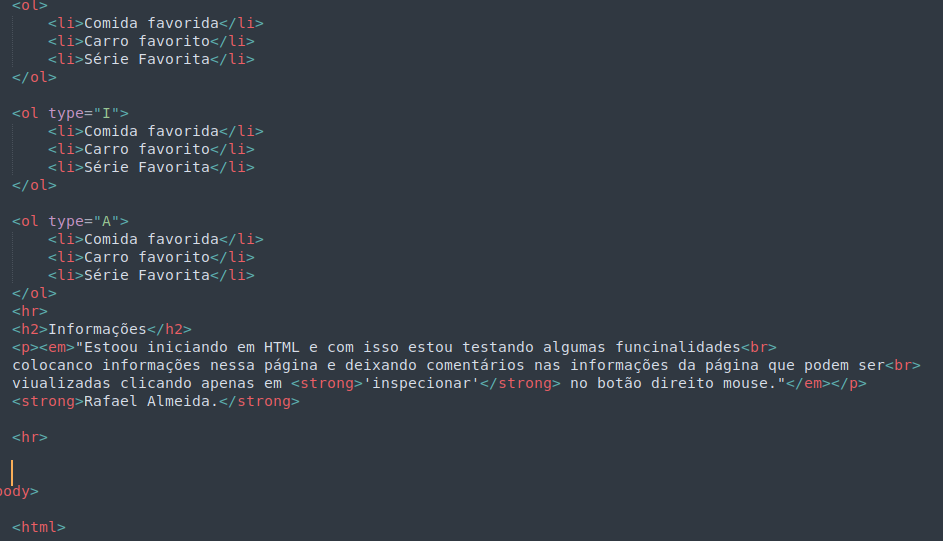 <ol>
<li>Comida favorida</li>
<li>Carro favorito</li>
<li>Série Favorita</li>
</ol>
<ol type="I">
<li>Comida favorida</li>
<li>Carro favorito</li>
<li>Série Favorita</li>
</ol>
<ol type="A">
<li>Comida favorida</li>
<li>Carro favorito</li>
<li>Série Favorita</li>
</ol>
<hr>
<h2>Informações</h2>
<p><em>"Estoou iniciando em HTML e com isso estou testando algumas funcinalidades<br>
colocanco informações nessa página e deixando comentários nas informações da página que podem ser<br>
viualizadas clicando apenas em <strong>'inspecionar'</strong> no botão direito mouse."</em></p>
<strong>Rafael Almeida.</strong>
<hr>
body>
<html>